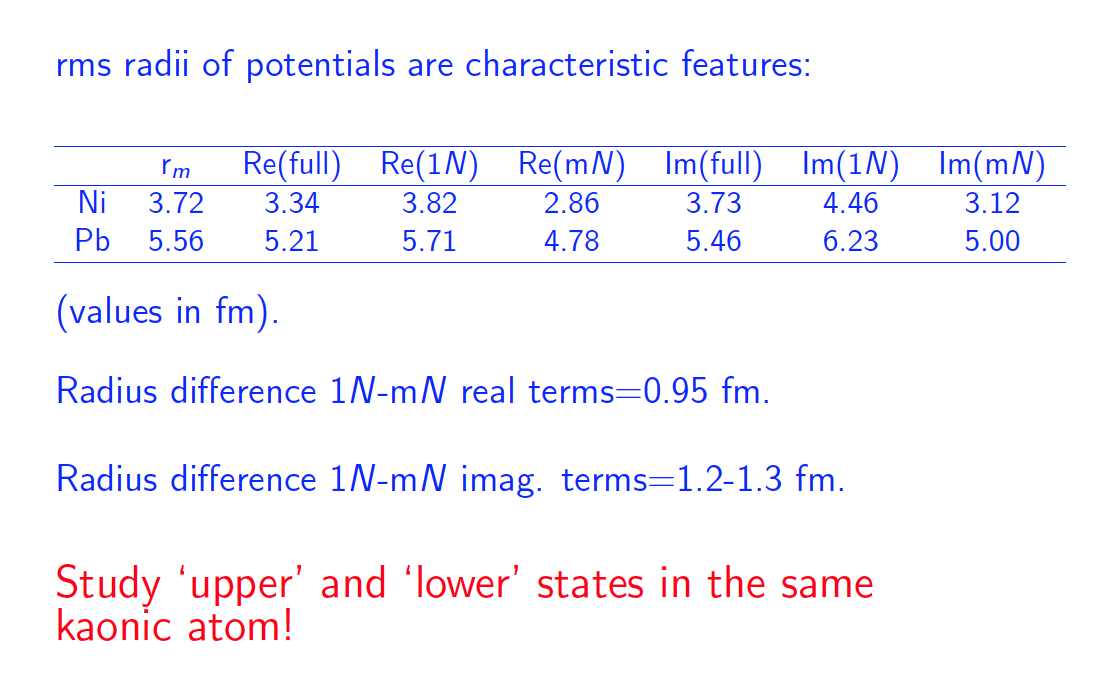 rms radii of potentials are characteristic features:
r_m Re(full) Re(1N) Re(mN) Im(full) Im(1N) Im(mN)
Ni 3.72 3.34 3.82 2.86 3.73 4.46 3.12
Pb 5.56 5.21 5.71 4.78 5.46 6.23 5.00
(values in fm).
Radius difference 1N-mN real terms=0.95 fm.
Radius difference 1N-mN imag. terms=1.2-1.3 fm.
Study ‘upper’ and ‘lower’ states in the same
kaonic atom!